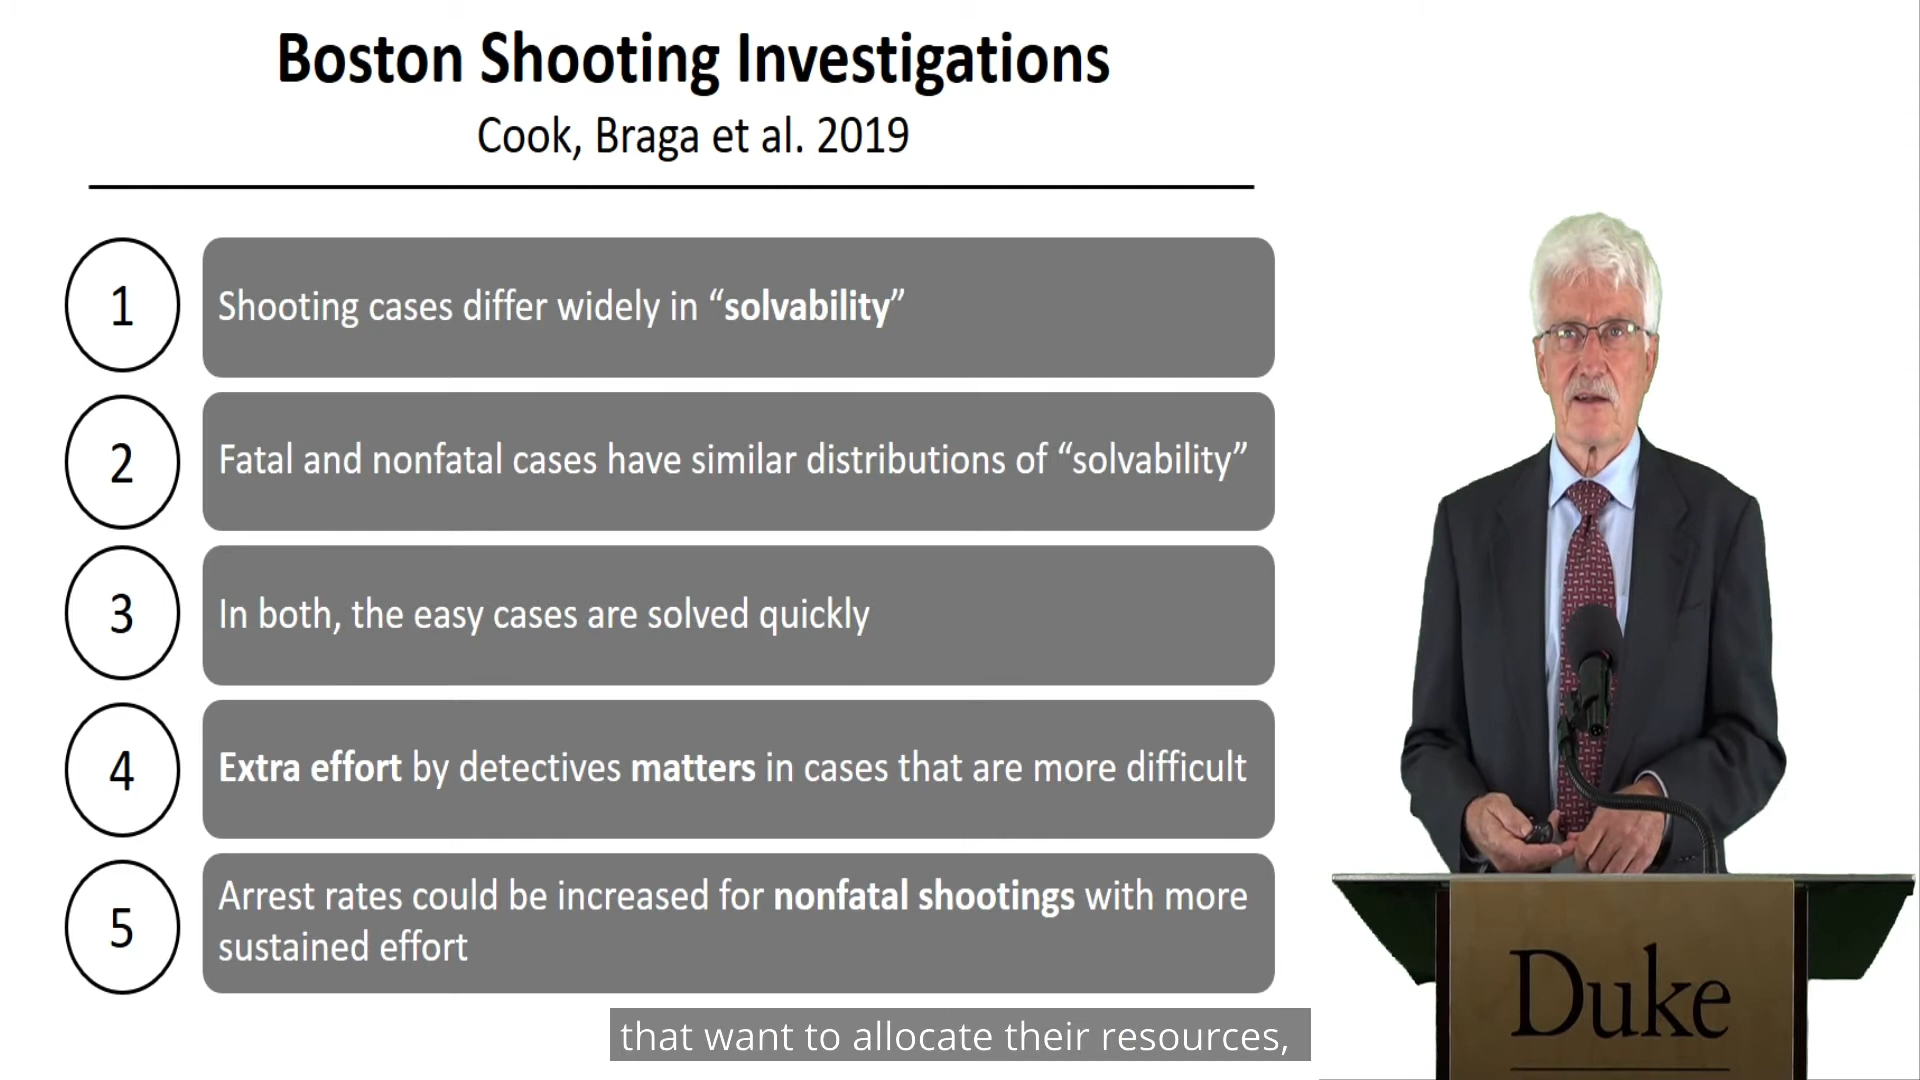 Boston Shooting Investigations
Cook, Braga et al. 2019
1
Shooting cases differ widely in “solvability”
2
Fatal and nonfatal cases have similar distributions of “solvability”
3
In both, the easy cases are solved quickly
4
Extra effort by detectives matters in cases that are more difficult
5
Arrest rates could be increased for nonfatal shootings with more
sustained effort
that want to allocate their resources,
Duke